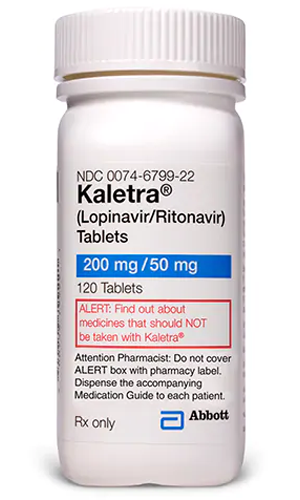 NDC 0074-6799-22
Kaletra®
(Lopinavir/Ritonavir)
Tablets
200 mg/50 mg
120 Tablets
ALERT: Find out about
medicines that should NOT
be taken with Kaletra®
Attention Pharmacist: Do not cover
ALERT box with pharmacy label.
Dispense the accompanying
Medication Guide to each patient.
Rx only
Abbott